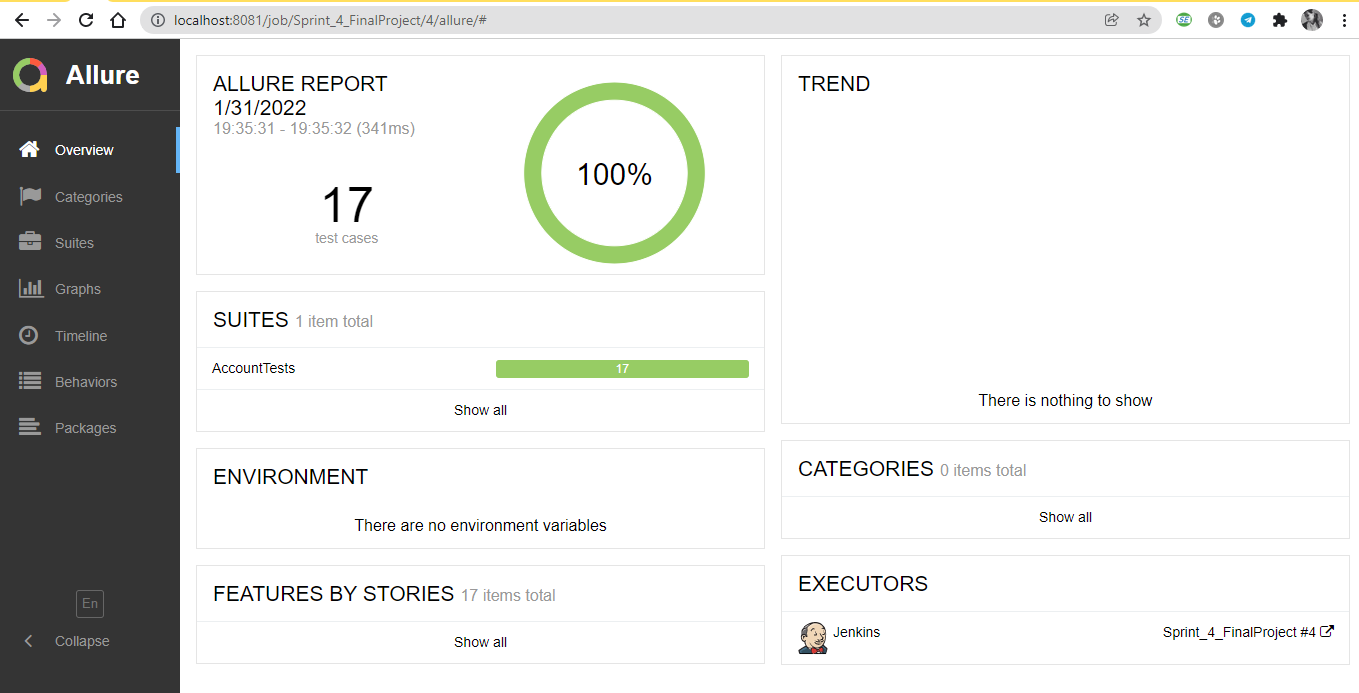 localhost:8081/job/Sprint_4_FinalProject/4/allure/#
SE
Allure
Overview
Categories
Suites
Graphs
Timeline
Behaviors
Packages
En
Collapse
ALLURE REPORT
1/31/2022
19:35:31 - 19:35:32 (341ms)
17
test cases
100%
SUITES 1 item total
AccountTests 17
Show all
ENVIRONMENT
There are no environment variables
FEATURES BY STORIES 17 items total
Show all
TREND
There is nothing to show
CATEGORIES 0 items total
Show all
EXECUTORS
Jenkins Sprint_4_FinalProject #4